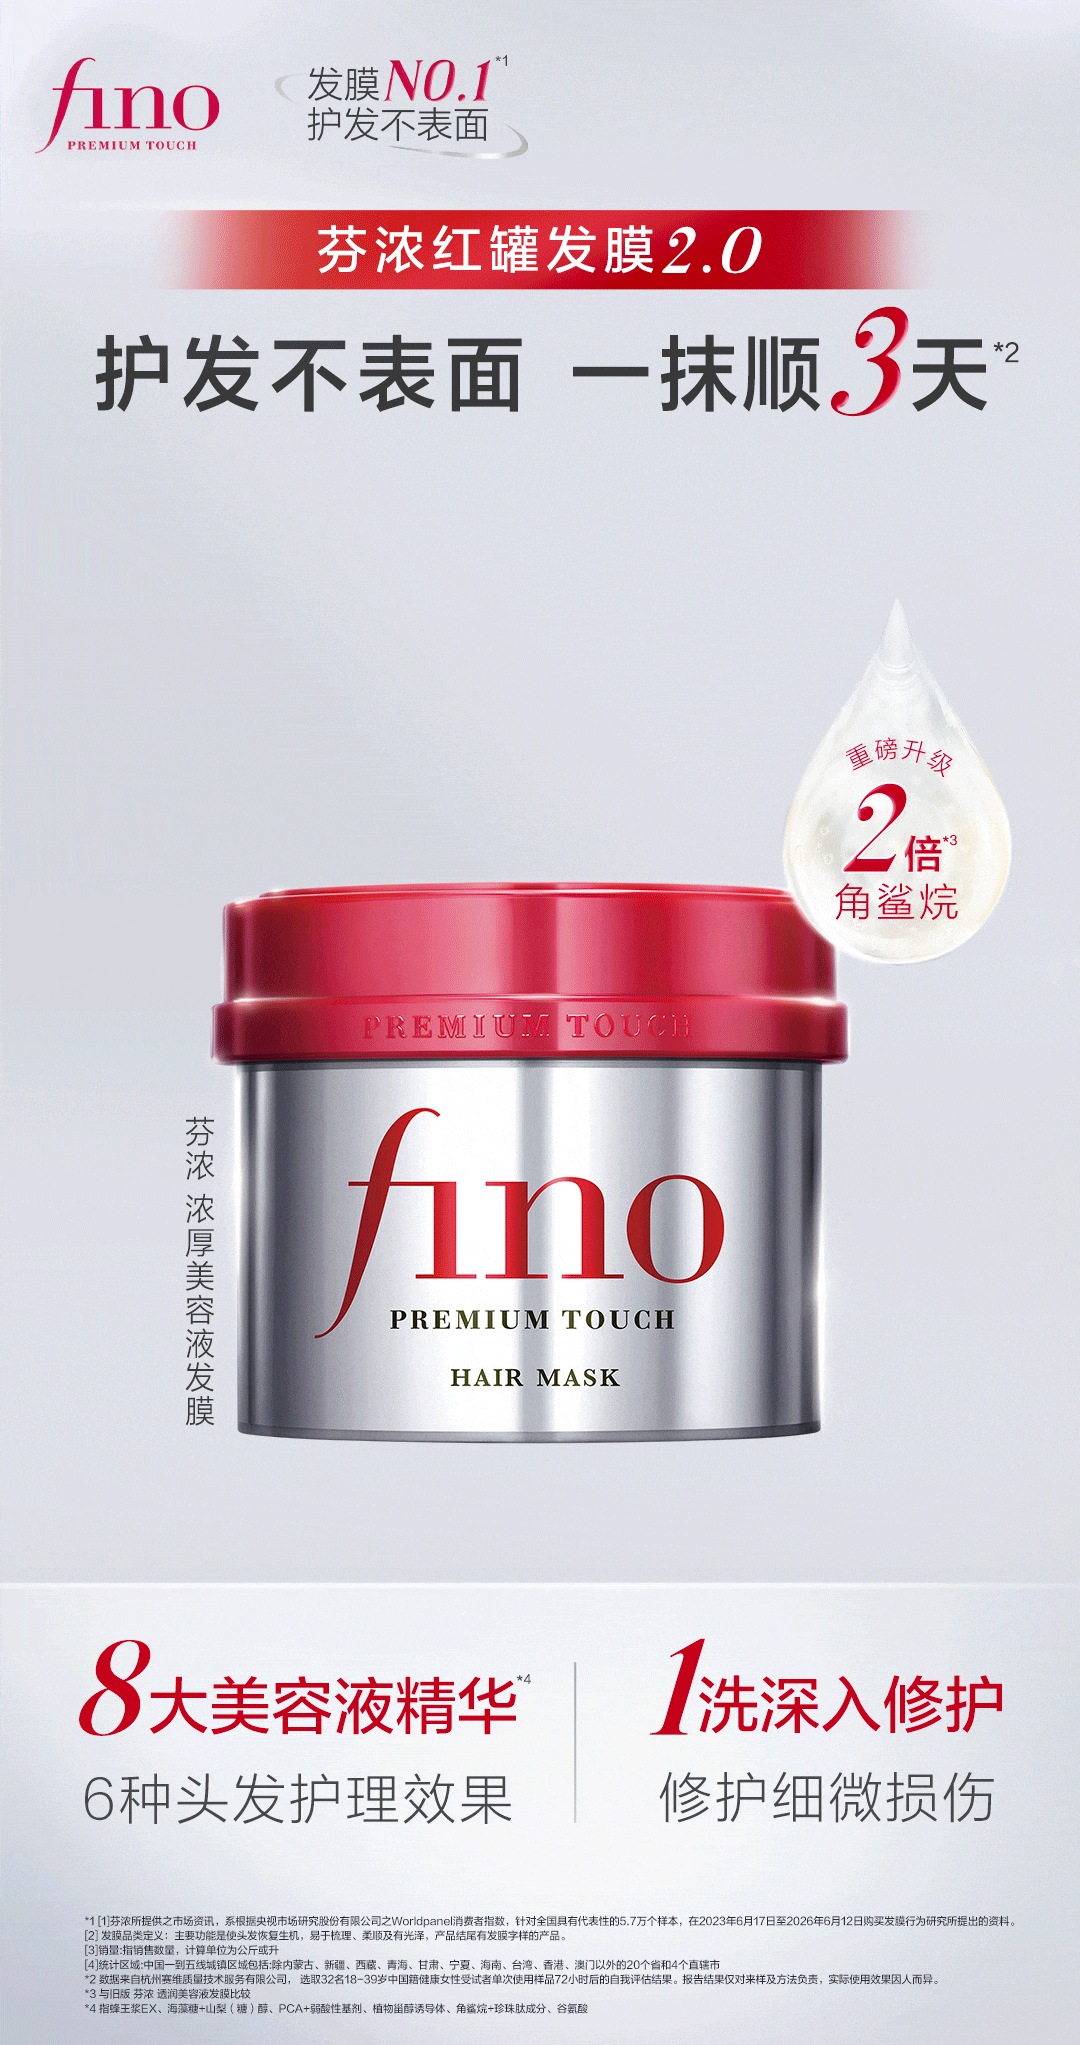 fino
PREMIUM TOUCH
发膜NO.1*1
护发不表面
芬浓红罐发膜2.0
护发不表面 一抹顺3天*2
重磅升级
2倍*3
角鲨烷
PREMIUM TOUCH
fino
PREMIUM TOUCH
HAIR MASK
芬浓 浓厚美容液发膜
8大美容液精华*4
6种头发护理效果
1洗深入修护
修护细微损伤
*1 [1]芬浓所提供之市场资讯，系根据央视市场研究股份有限公司之Worldpanel消费者指数，针对全国具有代表性的5.7万个样本，在2023年6月17日至2026年6月12日购买发膜行为研究所提出的资料。
[2] 发膜品类定义：主要功能是使头发恢复生机，易于梳理、柔顺及有光泽，产品结尾有发膜字样的产品。
[3]销量:指销售数量，计算单位为公斤或升
[4]统计区域:中国一到五线城镇区域包括:除内蒙古、新疆、西藏、青海、甘肃、宁夏、海南、台湾、香港、澳门以外的20个省和4个直辖市
*2 数据来自杭州赛维质量技术服务有限公司， 选取32名18-39岁中国籍健康女性受试者单次使用样品72小时后的自我评估结果。报告结果仅对来样及方法负责，实际使用效果因人而异。
*3 与旧版 芬浓 透润美容液发膜比较
*4 指蜂王浆EX、海藻糖+山梨（糖）醇、PCA+弱酸性基剂、植物甾醇诱导体、角鲨烷+珍珠肽成分、谷氨酸